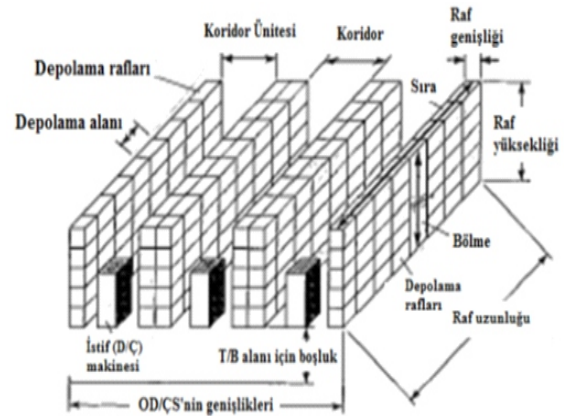 Raf
genişliği
Koridor Ünitesi
Koridor
Depolama rafları
Sıra
Depolama alanı
Raf
yüksekliği
Bölme
Depolama
rafları
Raf uzunluğu
İstif (D/Ç)
makinesi
T/B alanı için boşluk
OD/ÇS'nin genişlikleri